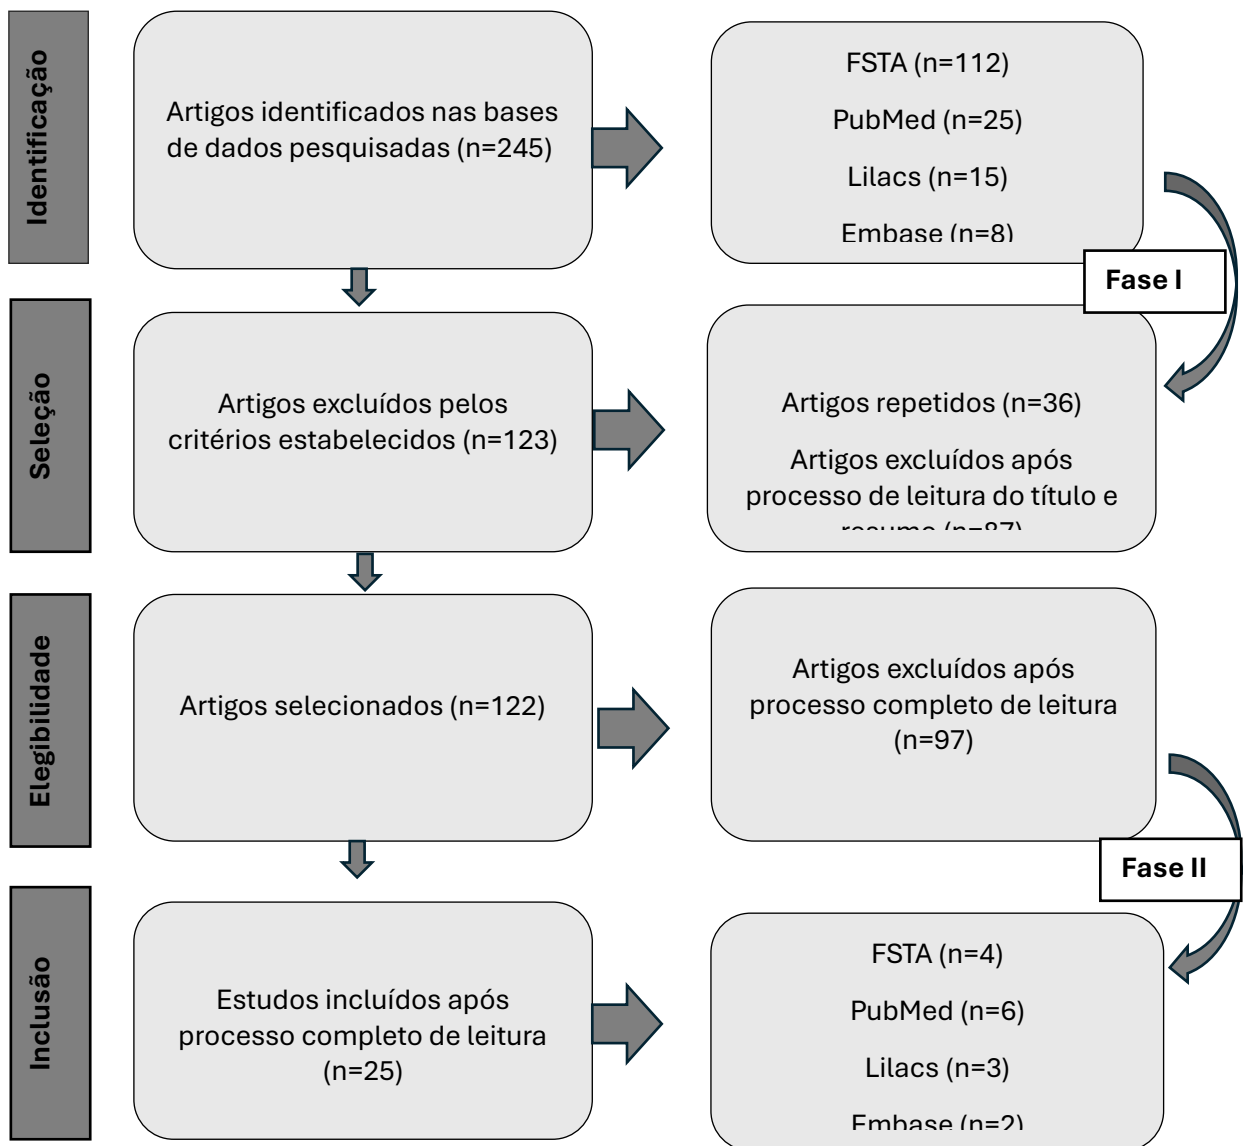 Identificação
Artigos identificados nas bases
de dados pesquisadas (n=245)
FSTA (n=112)
PubMed (n=25)
Lilacs (n=15)
Embase (n=8)
Fase I
Seleção
Artigos excluídos pelos
critérios estabelecidos (n=123)
Artigos repetidos (n=36)
Artigos excluídos após
processo de leitura do título e
resumo (n=87)
Elegibilidade
Artigos selecionados (n=122)
Artigos excluídos após
processo completo de leitura
(n=97)
Fase II
Inclusão
Estudos incluídos após
processo completo de leitura
(n=25)
FSTA (n=4)
PubMed (n=6)
Lilacs (n=3)
Embase (n=2)